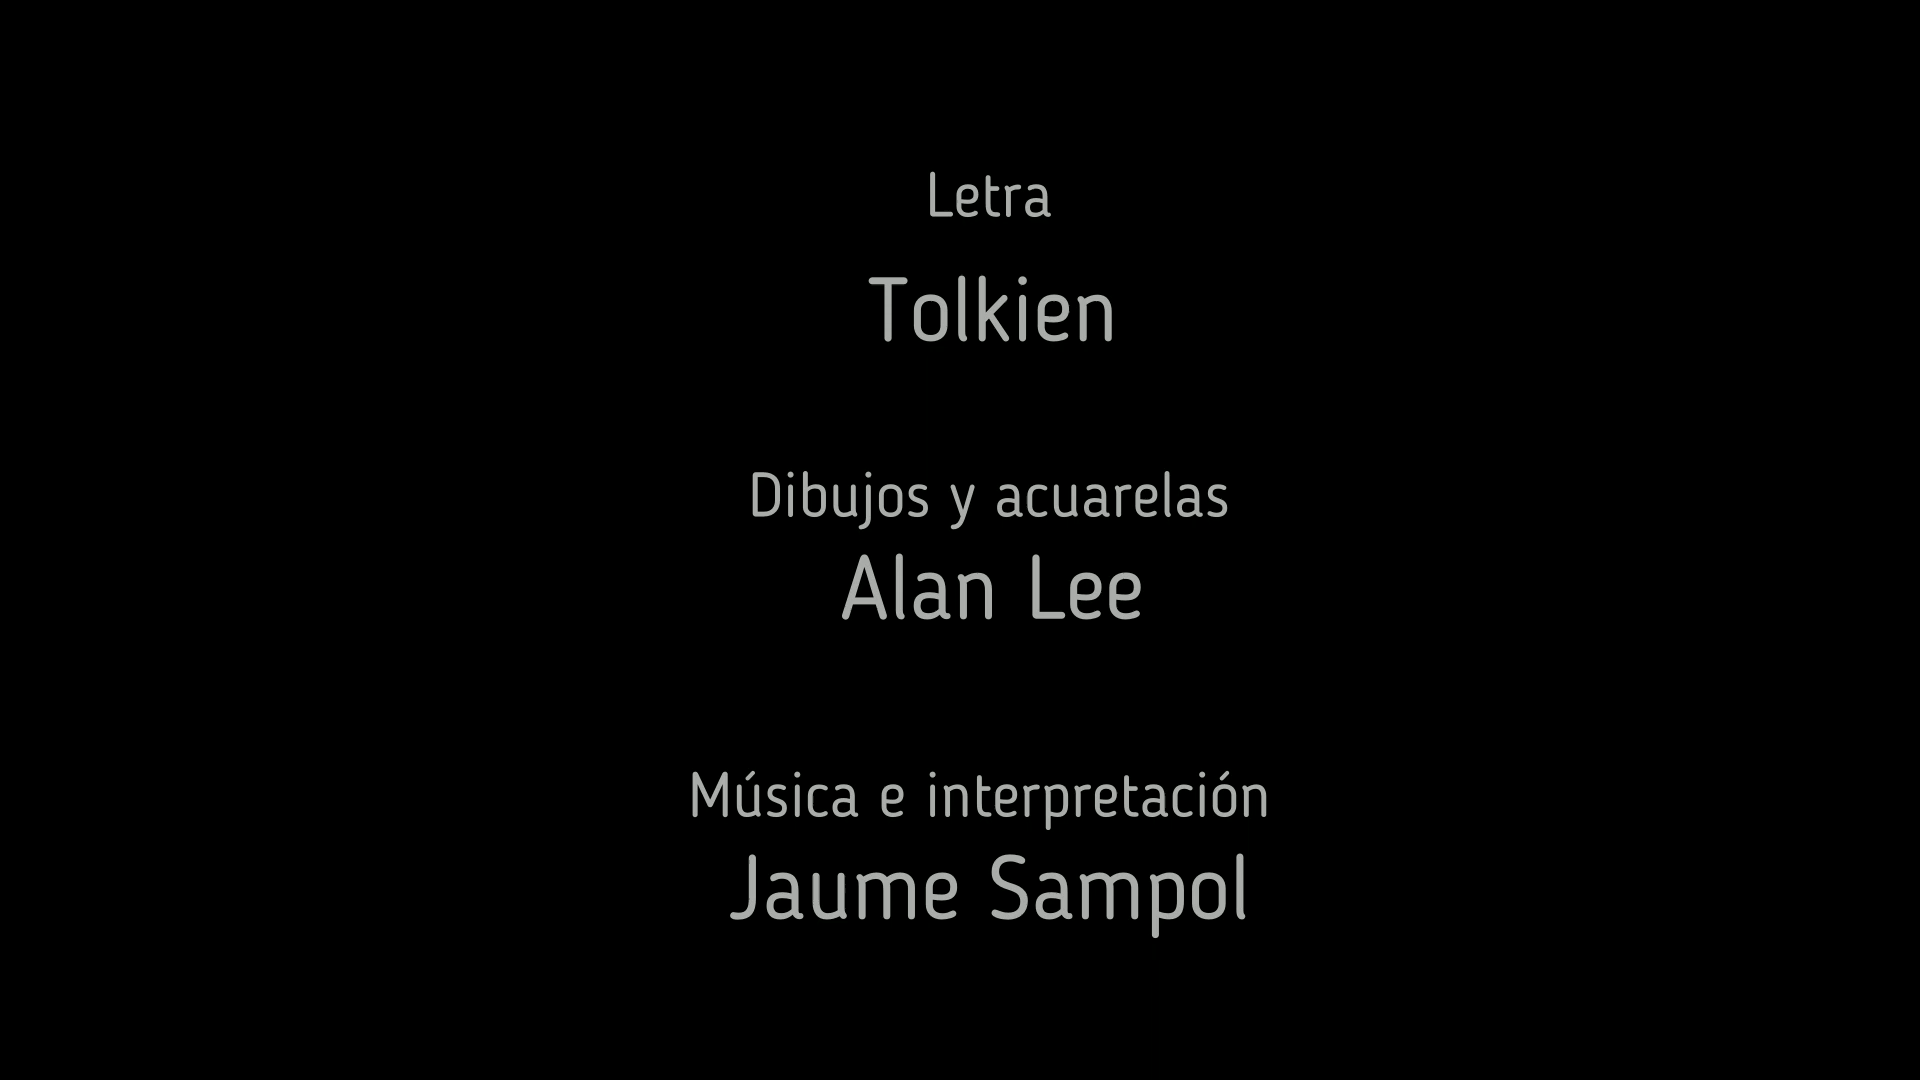 Letra
Tolkien
Dibujos y acuarelas
Alan Lee
Música e interpretación
Jaume Sampol